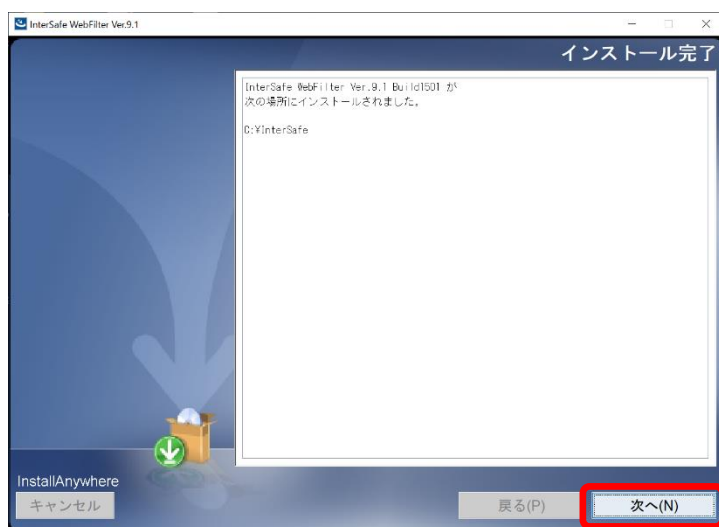 InterSafe WebFilter Ver.9.1
インストール完了
InterSafe WebFilter Ver.9.1 Build1501 が
次の場所にインストールされました。
C:¥InterSafe
InstallAnywhere
キャンセル
戻る(P)
次へ(N)